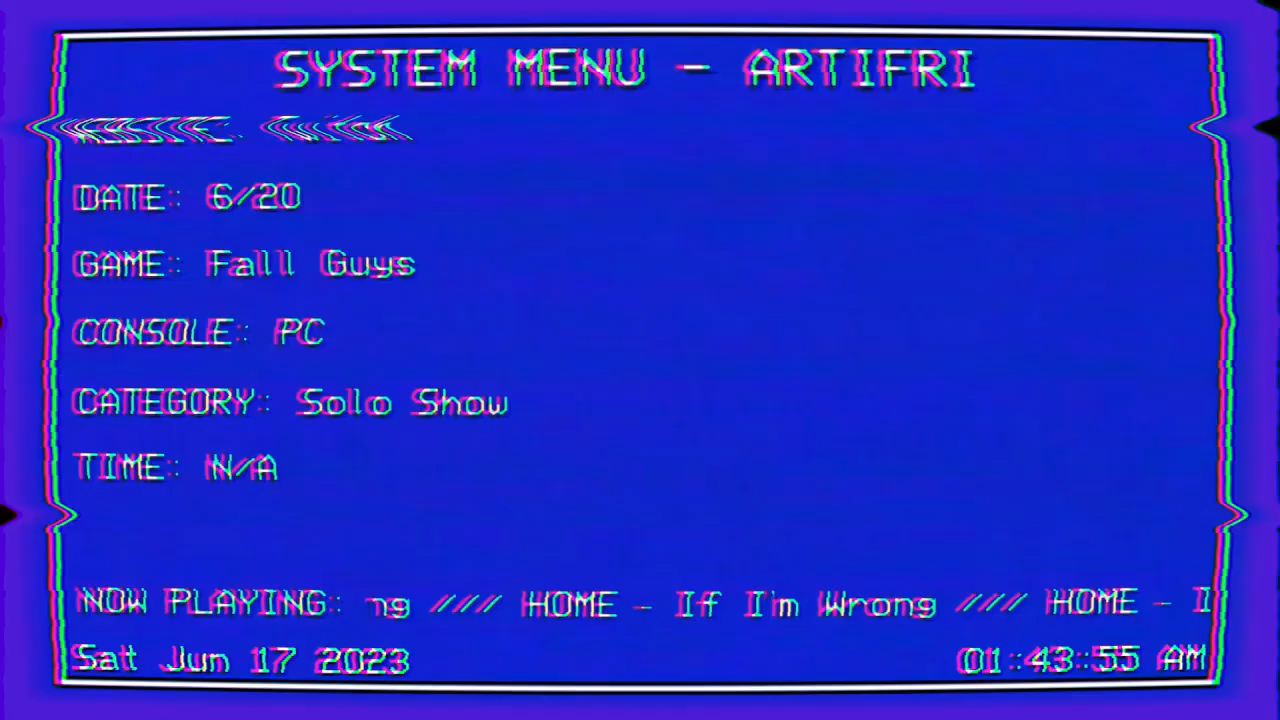 SYSTEM MENU - ARTIFRI
DATE: 6/20
GAME: Fall Guys
CONSOLE: PC
CATEGORY: Solo Show
TIME: N/A
NOW PLAYING: ng /// HOME - If I'm Wrong /// HOME - I
Sat Jun 17 2023
01:43:55 AM